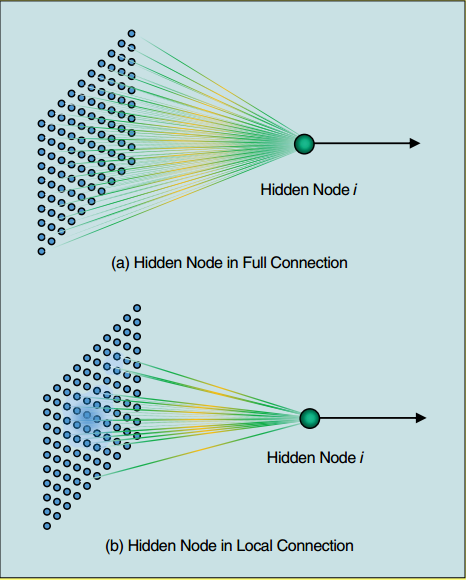 Hidden Node i
(a) Hidden Node in Full Connection
Hidden Node i
(b) Hidden Node in Local Connection